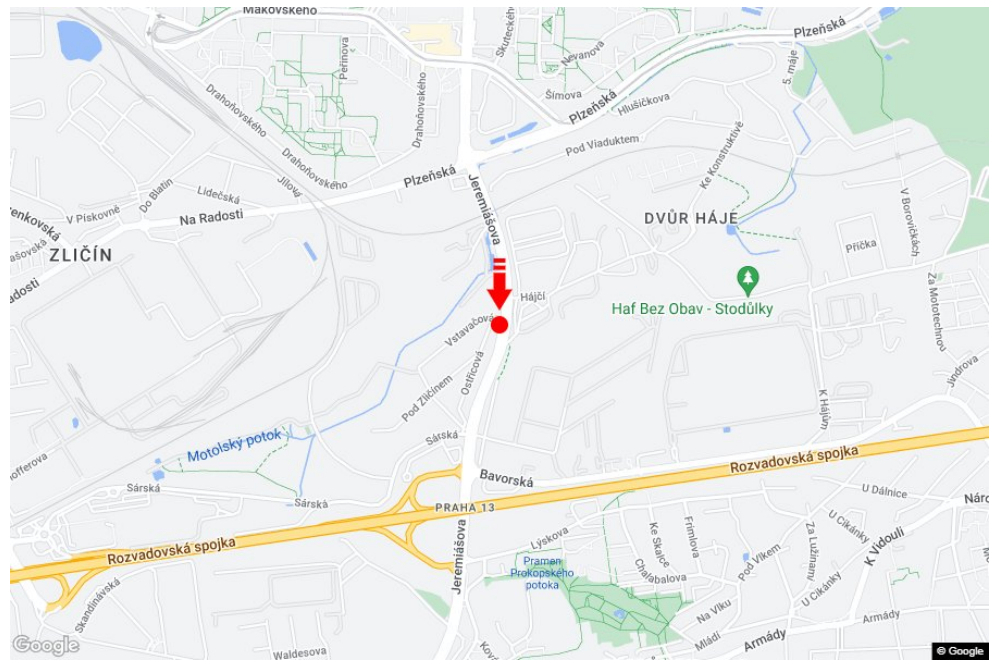 Makovského
Skuteckého
Plzeňská
Nevanova
5. máje
Peřinova
Šímova
Hlušičkova
Drahoňovského
Plzeňská
Pod Viaduktem
Drahoňovského
Ke Konstruktivě
Drahoňovského
Plzeňská
Jeremiášova
Jílová
Do Blatin
Lidečská
V Pískovně
Na Radosti
V Borovičkách
DVŮR HÁJE
Příčka
ZLIČÍN
Za Mototechnou
Hájčí
Haf Bez Obav - Stodůlky
Vstavačová
Ostřicová
Pod Zličínem
Jindrova
K Hájům
Motolský potok
Sárská
Bavorská
Rozvadovská spojka
Sárská
Sárská
PRAHA 13
U Dálnice
Rozvadovská spojka
Lýskova
Ke Skalce
Frimlova
Za Lužinami
U Cikánky
K Vidouli
Jeremiášova
Pramen
Prokopského
potoka
Chalabalova
Pod Vlkem
Skandinávská
Na Vlku
U Cikánky
Armády
Mládí
Armády
Waldesova
Google
© Google